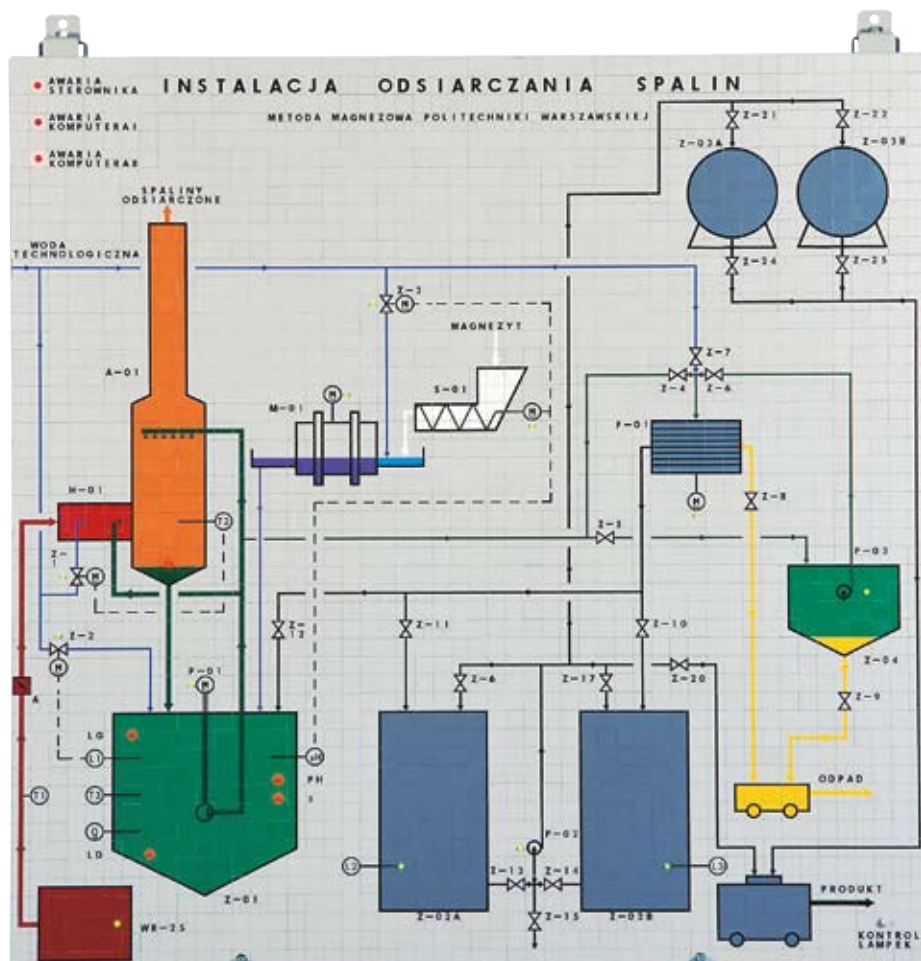 AWARIA
STEROWNIKA
INSTALACJA ODSIARCZANIA SPALIN
AWARIA
KOMPUTERAI
METODA MAGNEZOWA POLITECHNIKI WARSZAWSKIEJ
AWARIA
KOMPUTERAR
Z-21
Z-22
Z-03A
Z-03B
SPALINY
ODSIARCZONE
WODA
TECHNOLOGICZNA
Z-24
Z-25
Z-3
M
MAGNEZYT
Z-7
A-01
S-01
Z-4
Z-6
M-01
M
M
F-01
H-01
M
Z-8
T2
Z-5
Z-1
M
P-03
Z-2
Z-12
Z-11
Z-10
M
P-01
M
Z-6
Z-17
Z-20
Z-04
Z-9
A
LG
L1
pH
PH
ODPAD
T1
T3
Q
P-02
LD
L2
Z-13
Z-14
L3
Z-01
Z-02A
Z-15
Z-02B
PRODUKT
WR-25
KONTROL
LAMPEK